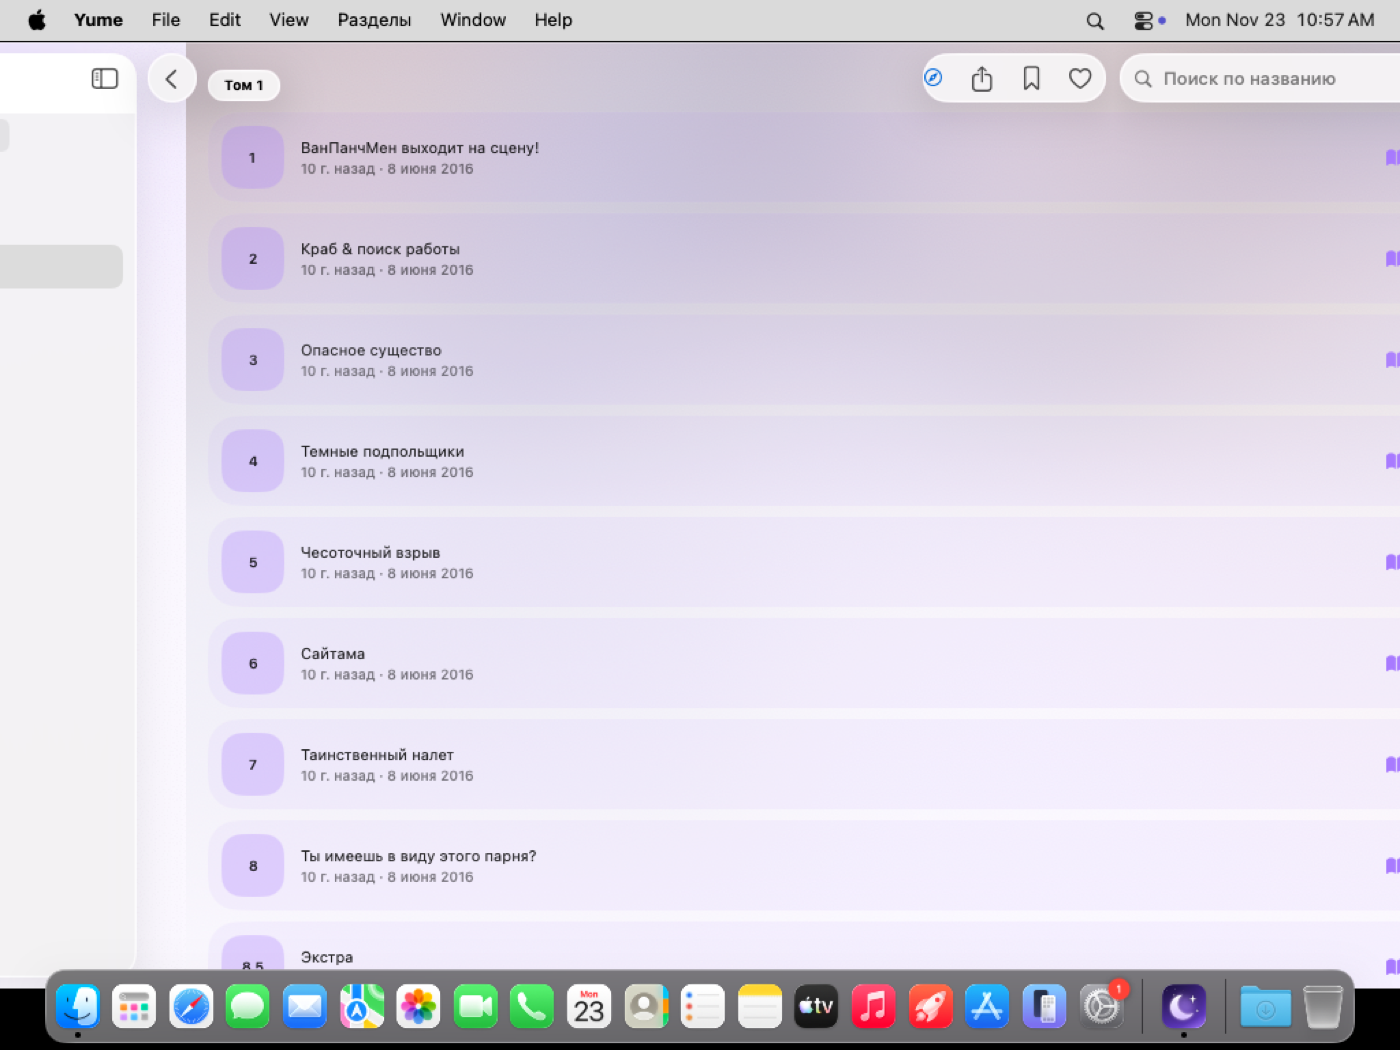 Yume File Edit View Разделы Window Help Mon Nov 23 10:57 AM
Том 1
Поиск по названию
1
ВанПанчМен выходит на сцену!
10 г. назад · 8 июня 2016
2
Краб & поиск работы
10 г. назад · 8 июня 2016
3
Опасное существо
10 г. назад · 8 июня 2016
4
Темные подпольщики
10 г. назад · 8 июня 2016
5
Чесоточный взрыв
10 г. назад · 8 июня 2016
6
Сайтама
10 г. назад · 8 июня 2016
7
Таинственный налет
10 г. назад · 8 июня 2016
8
Ты имеешь в виду этого парня?
10 г. назад · 8 июня 2016
8.5
Экстра
Mon
23
tv
1